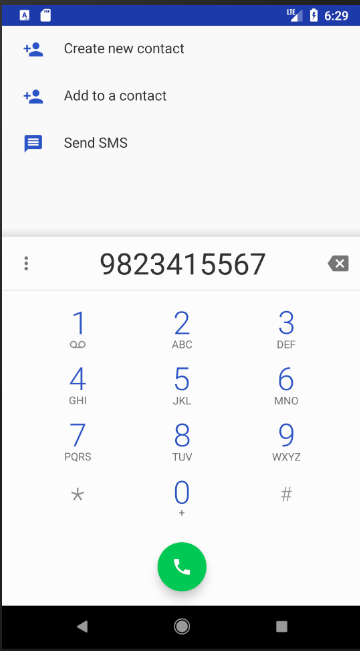 A LTE 6:29
Create new contact
Add to a contact
Send SMS
9823415567
1 2 3
ABC DEF
4 5 6
GHI JKL MNO
7 8 9
PQRS TUV WXYZ
* 0 #
+